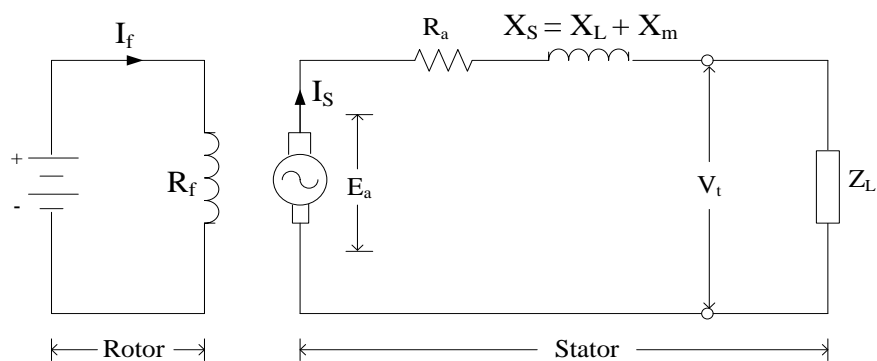 I_f
R_a
X_S = X_L + X_m
I_S
+
R_f
-
E_a
V_t
Z_L
Rotor
Stator